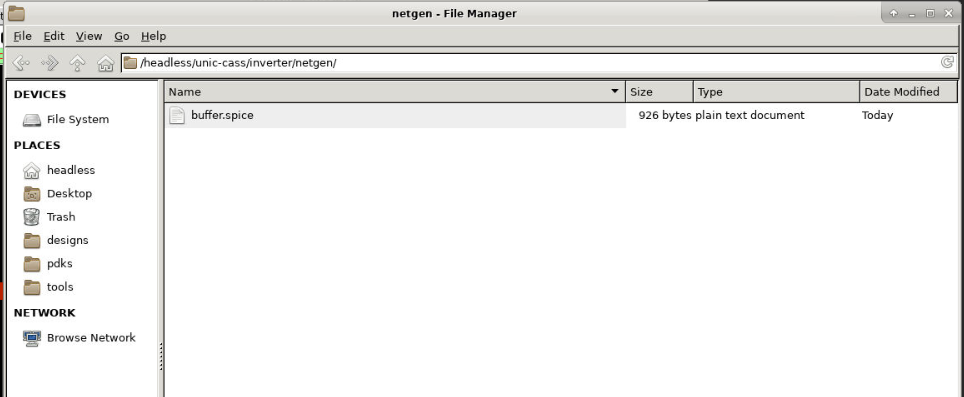 netgen - File Manager
File Edit View Go Help
/headless/unic-cass/inverter/netgen/
DEVICES
File System
PLACES
headless
Desktop
Trash
designs
pdks
tools
NETWORK
Browse Network
Name Size Type Date Modified
buffer.spice 926 bytes plain text document Today